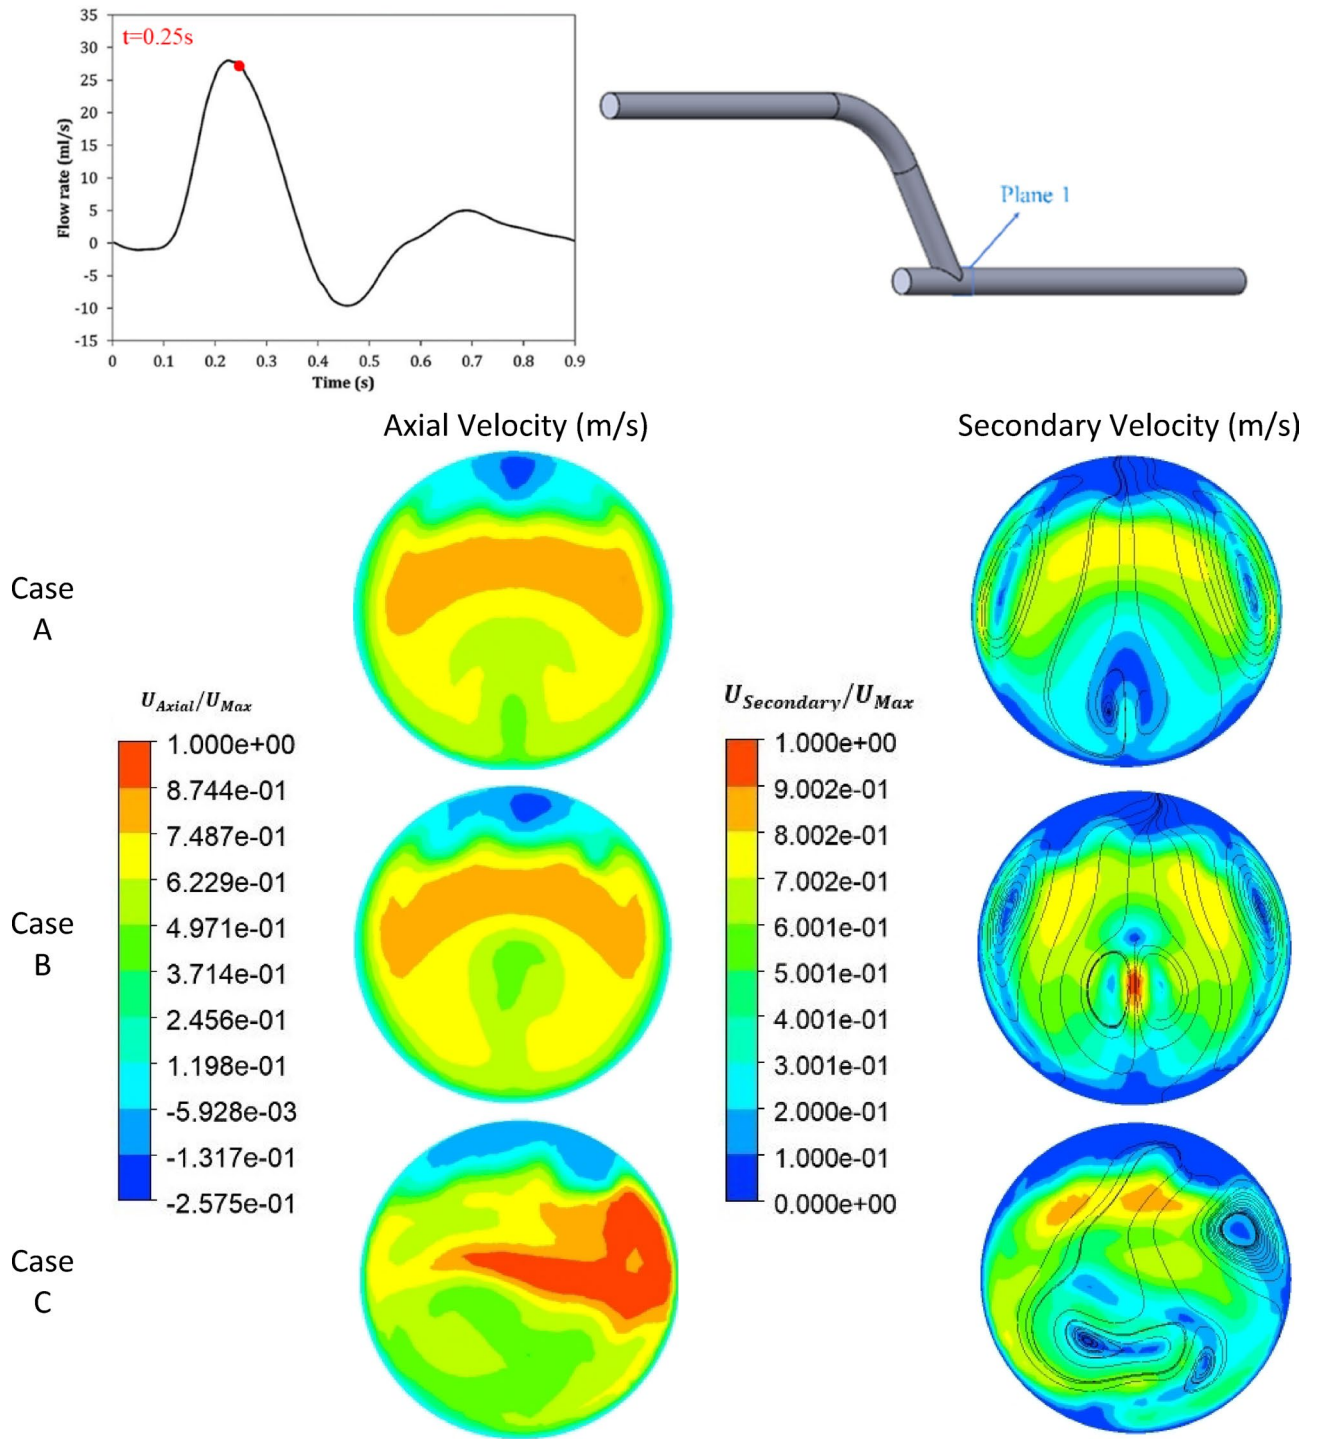 35
30
25
20
15
10
5
0
-5
-10
-15
t=0.25s
Flow rate (ml/s)
0 0.1 0.2 0.3 0.4 0.5 0.6 0.7 0.8 0.9
Time (s)
Plane 1
Axial Velocity (m/s)
Secondary Velocity (m/s)
Case
A
U_Axial/U_Max
1.000e+00
8.744e-01
7.487e-01
6.229e-01
4.971e-01
3.714e-01
2.456e-01
1.198e-01
-5.928e-03
-1.317e-01
-2.575e-01
U_Secondary/U_Max
1.000e+00
9.002e-01
8.002e-01
7.002e-01
6.001e-01
5.001e-01
4.001e-01
3.001e-01
2.000e-01
1.000e-01
0.000e+00
Case
B
Case
C